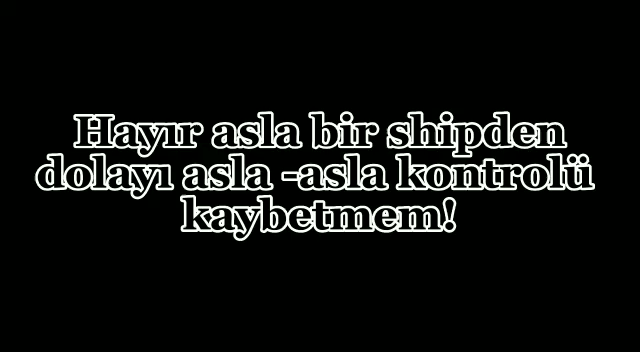 Hayır asla bir shipden
dolayı asla -asla kontrolü
kaybetmem!